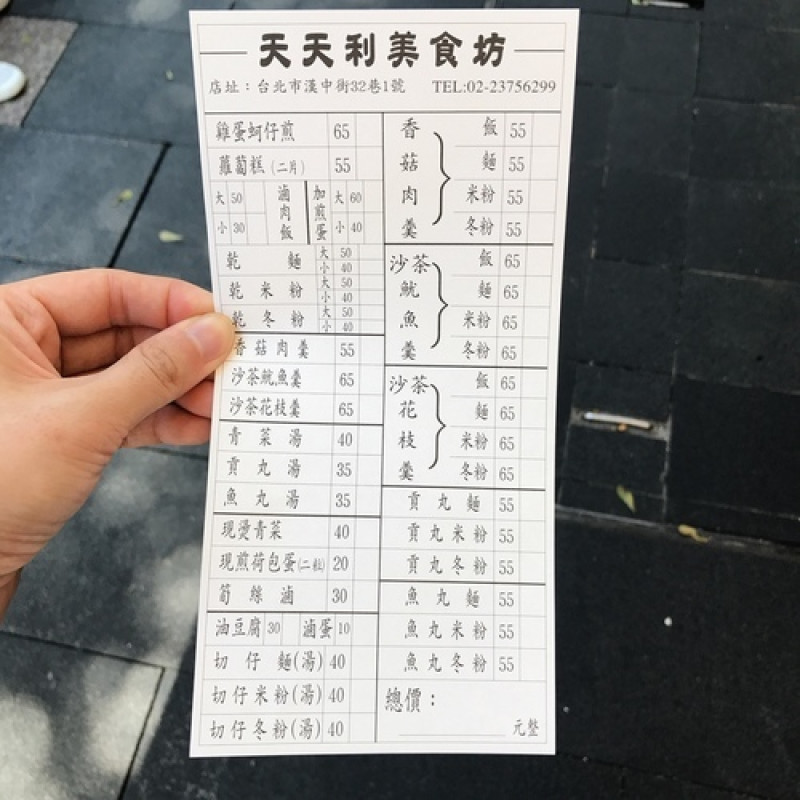 天天利美食坊
店址：台北市漢中街32巷1號 TEL:02-23756299
雞蛋蚵仔煎 65
蘿蔔糕(二片) 55
大 50 滷肉飯 加煎蛋 大 60
小 30 小 40
乾麵 大 50 小 40
乾米粉 大 50 小 40
乾冬粉 大 50 小 40
香菇肉羹 55
沙茶魷魚羹 65
沙茶花枝羹 65
青菜湯 40
貢丸湯 35
魚丸湯 35
現燙青菜 40
現煎荷包蛋(二粒) 20
筍絲滷 30
油豆腐 30 滷蛋 10
切仔麵(湯) 40
切仔米粉(湯) 40
切仔冬粉(湯) 40
香菇肉羹
飯 55
麵 55
米粉 55
冬粉 55
沙茶魷魚羹
飯 65
麵 65
米粉 65
冬粉 65
沙茶花枝羹
飯 65
麵 65
米粉 65
冬粉 65
貢丸麵 55
貢丸米粉 55
貢丸冬粉 55
魚丸麵 55
魚丸米粉 55
魚丸冬粉 55
總價：
元整